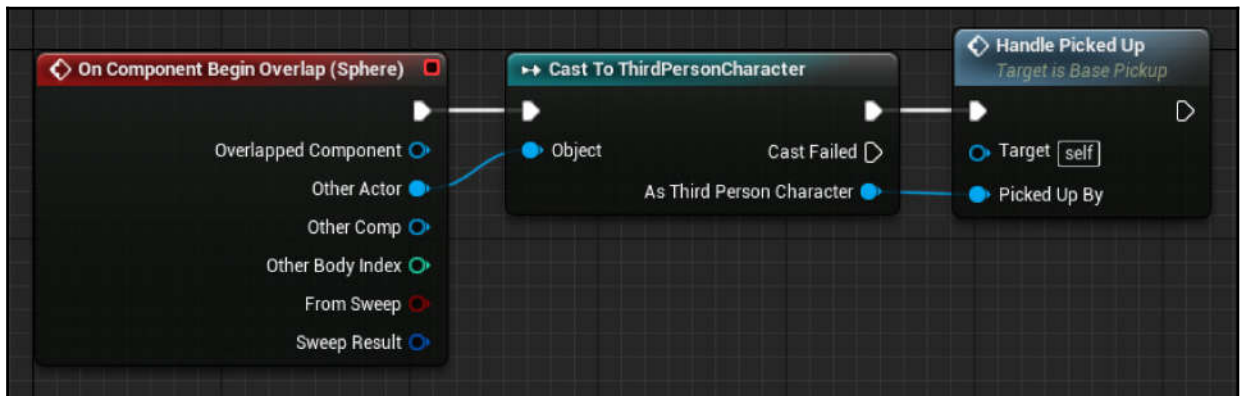 On Component Begin Overlap (Sphere)
Overlapped Component
Other Actor
Other Comp
Other Body Index
From Sweep
Sweep Result
Cast To ThirdPersonCharacter
Object
Cast Failed
As Third Person Character
Handle Picked Up
Target is Base Pickup
Target self
Picked Up By